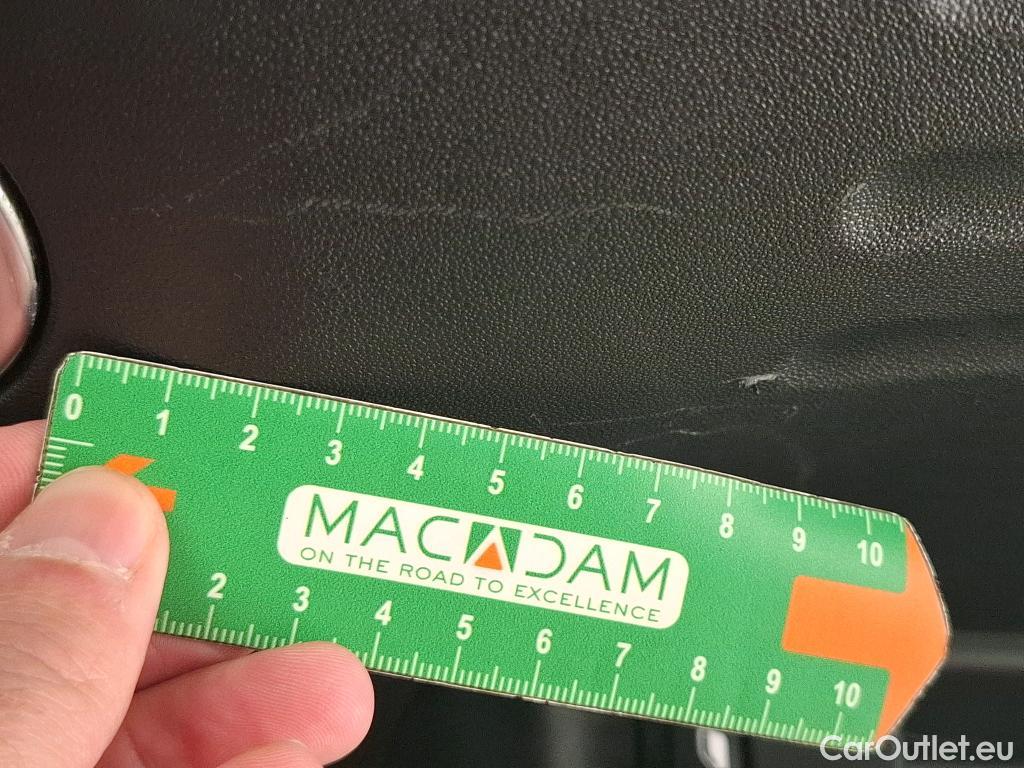 0 1 2 3 4 5 6 7 8 9 10
MACADAM
ON THE ROAD TO EXCELLENCE
2 3 4 5 6 7 8 9 10
CarOutlet.eu